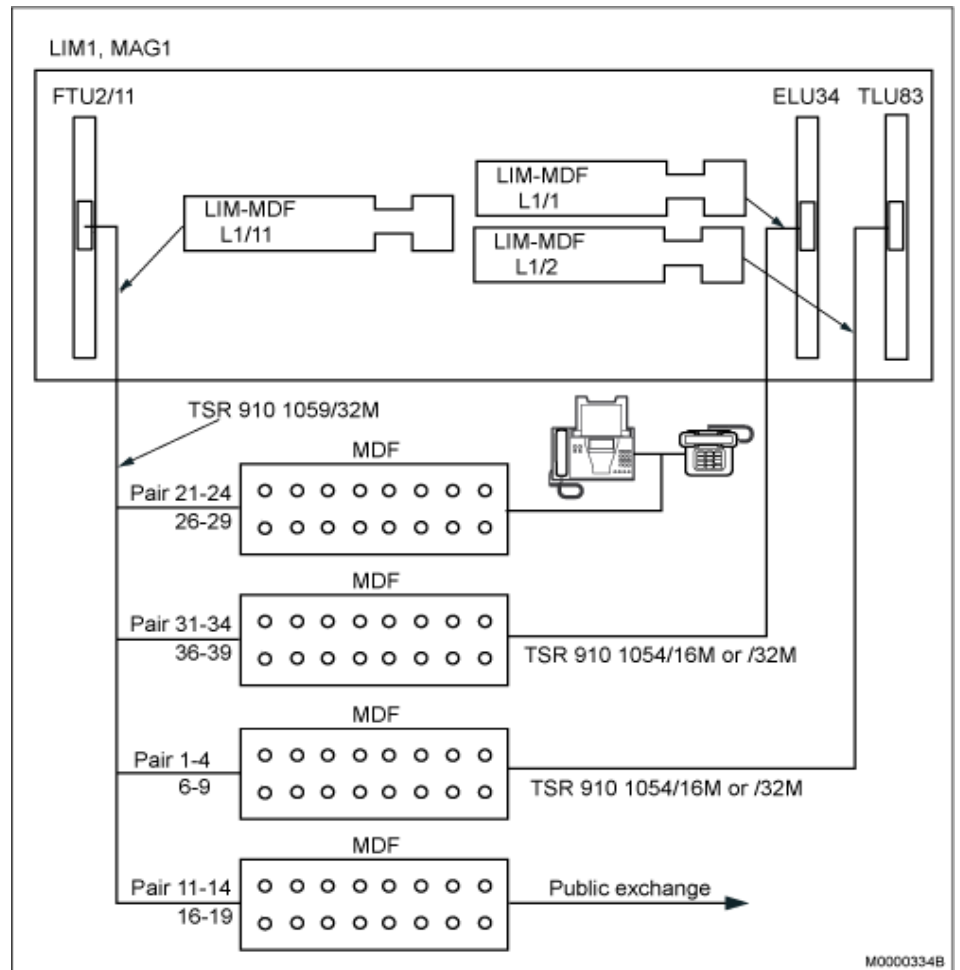 LIM1, MAG1
FTU2/11
ELU34
TLU83
LIM-MDF
L1/11
LIM-MDF
L1/1
LIM-MDF
L1/2
TSR 910 1059/32M
MDF
Pair 21-24
26-29
MDF
Pair 31-34
36-39
TSR 910 1054/16M or /32M
MDF
Pair 1-4
6-9
TSR 910 1054/16M or /32M
MDF
Pair 11-14
16-19
Public exchange
M0000334B